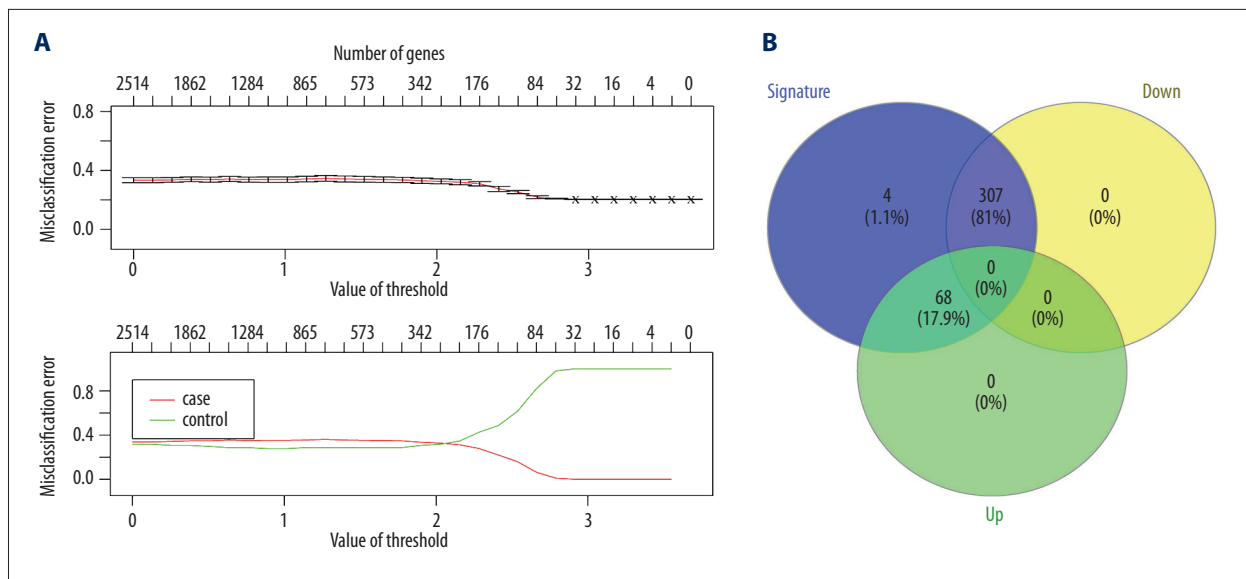 A
Number of genes
2514 1862 1284 865 573 342 176 84 32 16 4 0
Misclassification error
0.8
0.4
0.0
x x x x x x x
0 1 2 3
Value of threshold
2514 1862 1284 865 573 342 176 84 32 16 4 0
Misclassification error
0.8
0.4
0.0
case
control
0 1 2 3
Value of threshold
B
Signature
Down
4
(1.1%)
307
(81%)
0
(0%)
0
(0%)
68
(17.9%)
0
(0%)
0
(0%)
Up